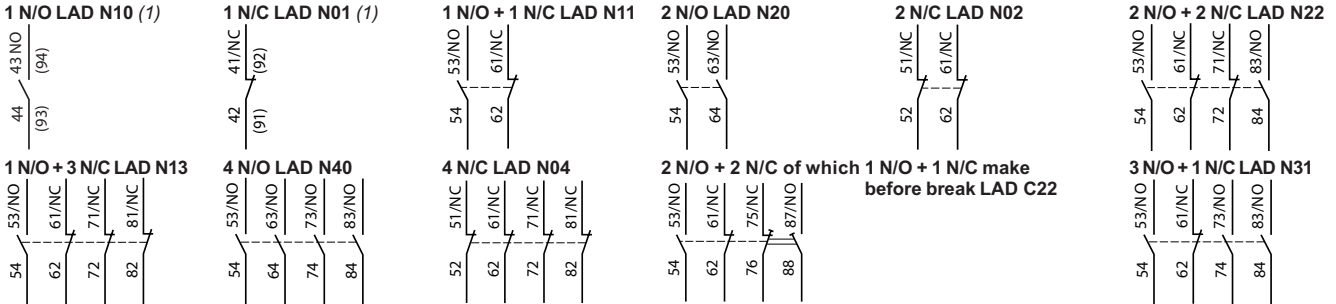 1 N/O LAD N10 (1)
43 NO
(94)
44
(93)
1 N/C LAD N01 (1)
41/NC
(92)
42
(91)
1 N/O + 1 N/C LAD N11
53/NO
61/NC
54
62
2 N/O LAD N20
53/NO
63/NO
54
64
2 N/C LAD N02
51/NC
61/NC
52
62
2 N/O + 2 N/C LAD N22
53/NO
61/NC
71/NC
83/NO
54
62
72
84
1 N/O + 3 N/C LAD N13
53/NO
61/NC
71/NC
81/NC
54
62
72
82
4 N/O LAD N40
53/NO
63/NO
73/NO
83/NO
54
64
74
84
4 N/C LAD N04
51/NC
61/NC
71/NC
81/NC
52
62
72
82
2 N/O + 2 N/C of which 1 N/O + 1 N/C make
before break LAD C22
53/NO
61/NC
75/NC
87/NO
54
62
76
88
3 N/O + 1 N/C LAD N31
53/NO
61/NC
73/NO
83/NO
54
62
74
84